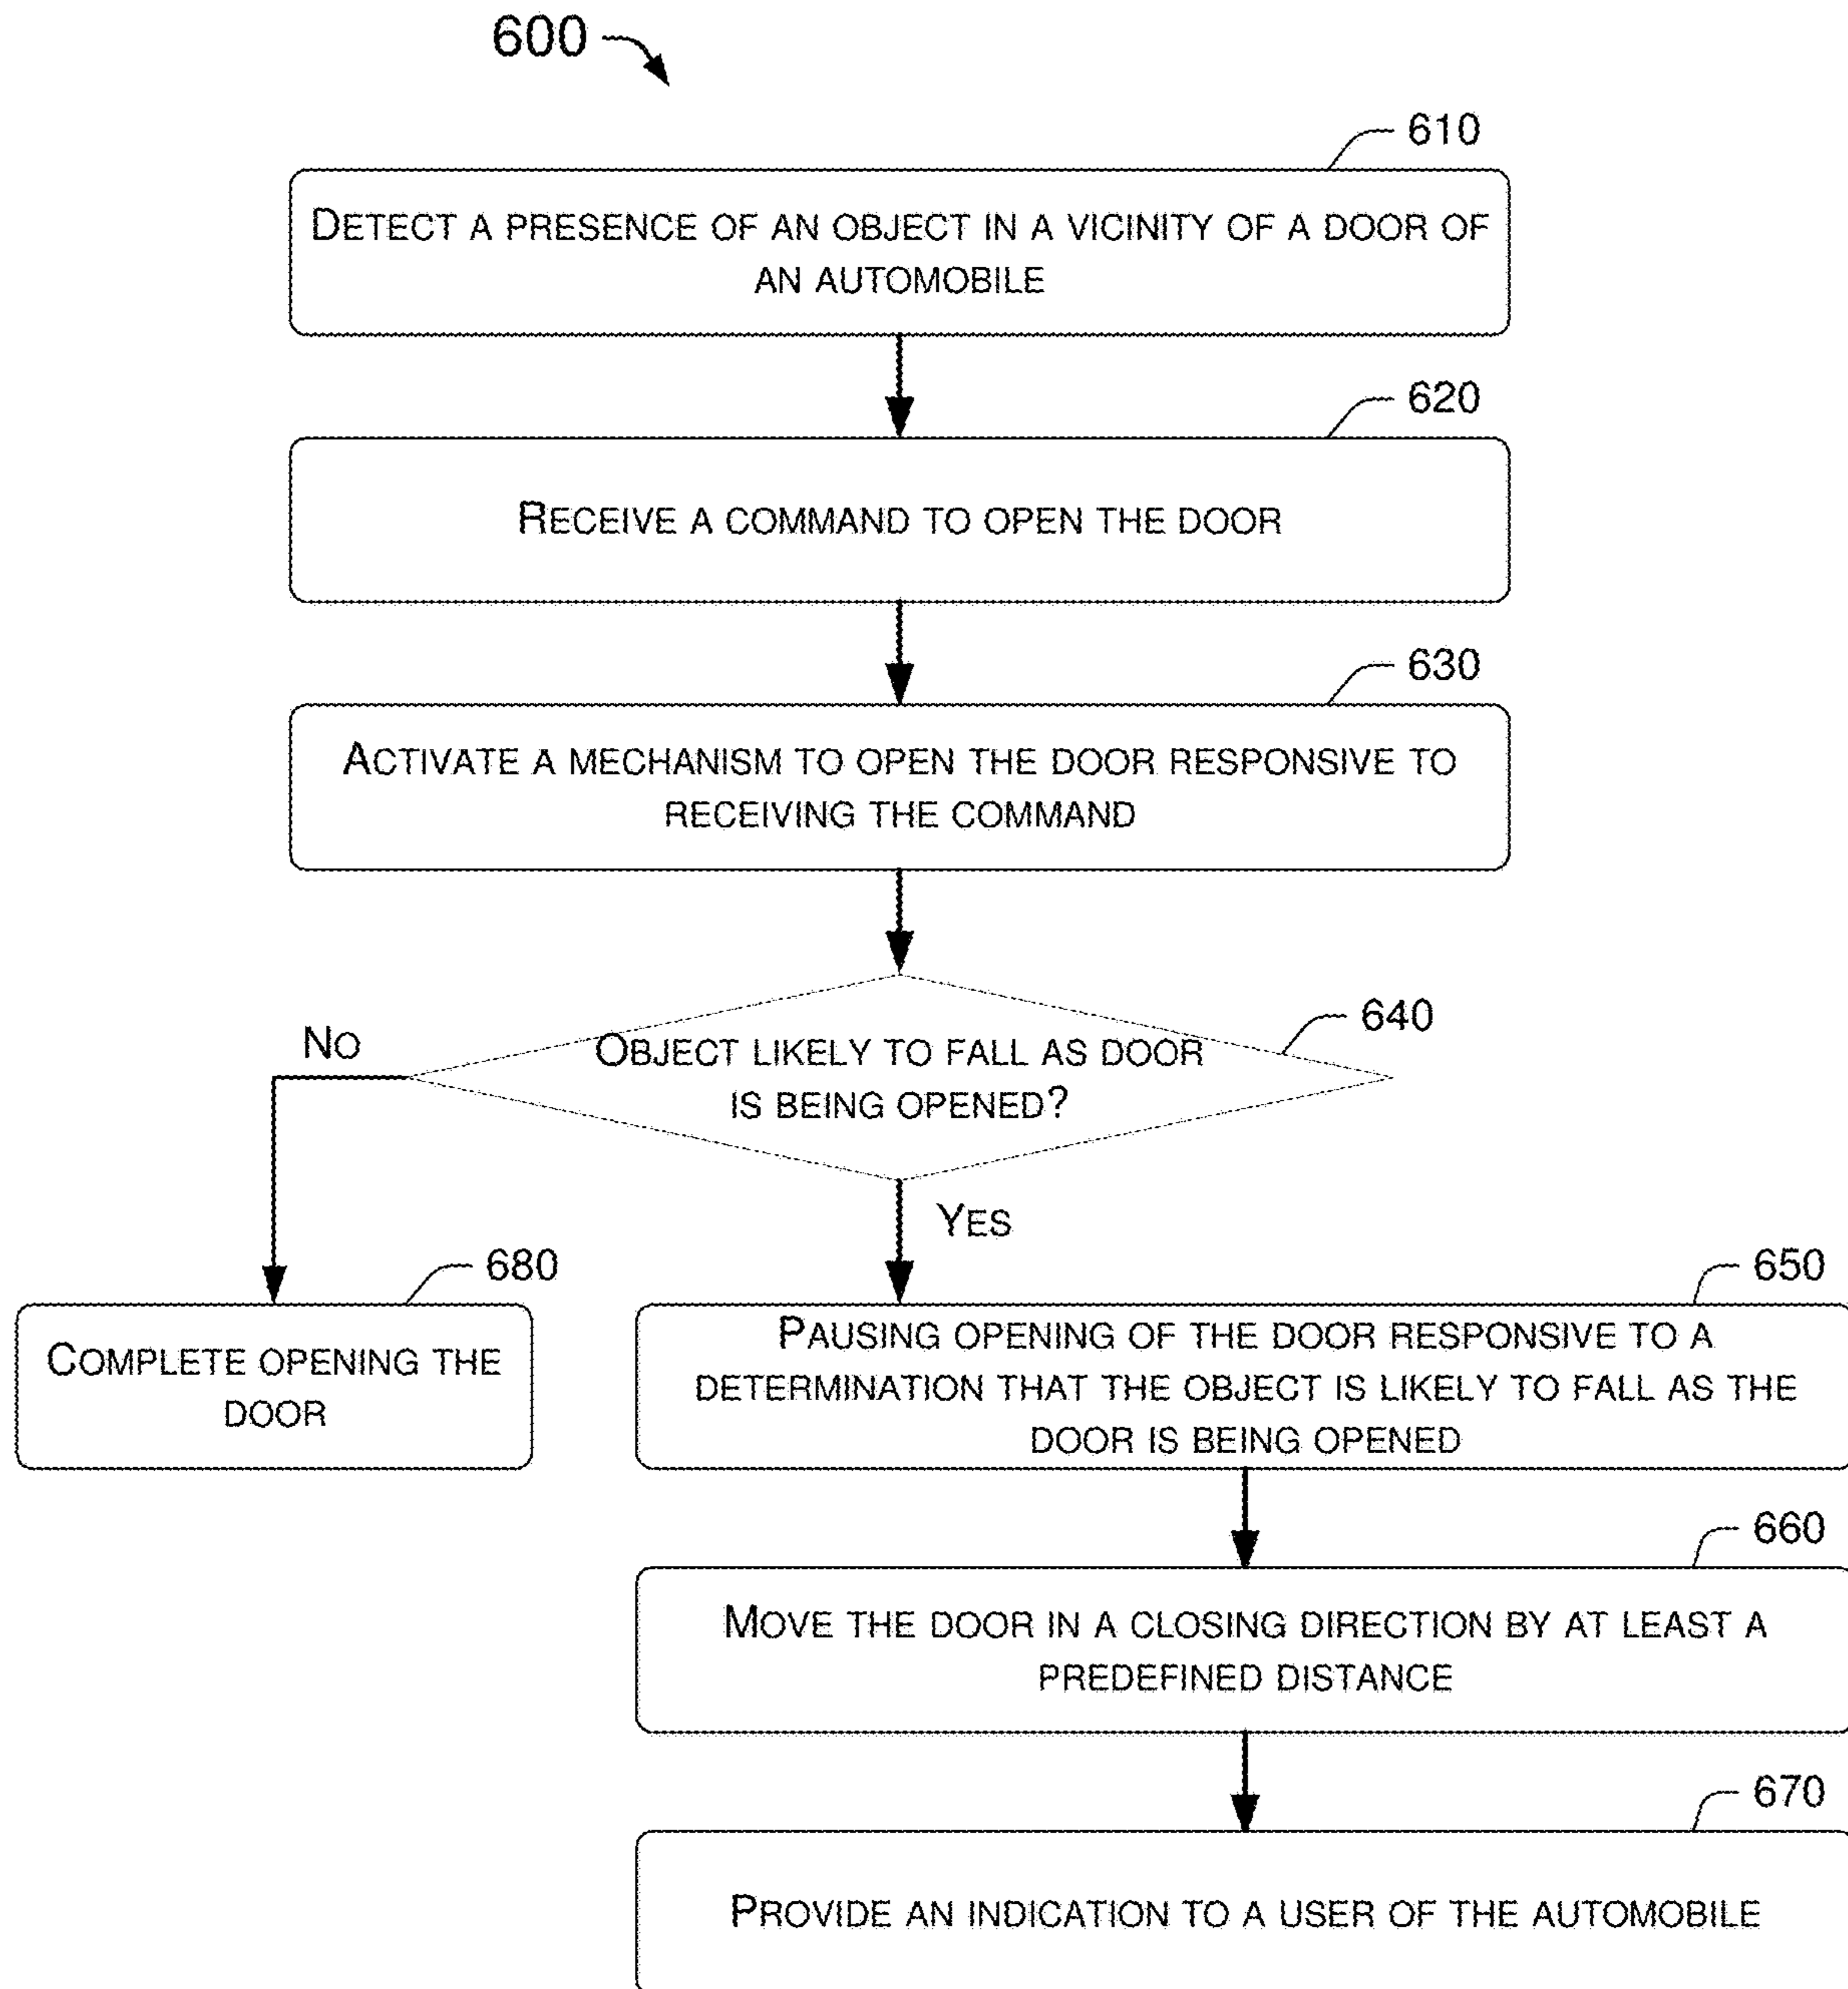 600
610
DETECT A PRESENCE OF AN OBJECT IN A VICINITY OF A DOOR OF
AN AUTOMOBILE
620
RECEIVE A COMMAND TO OPEN THE DOOR
630
ACTIVATE A MECHANISM TO OPEN THE DOOR RESPONSIVE TO
RECEIVING THE COMMAND
640
OBJECT LIKELY TO FALL AS DOOR
IS BEING OPENED?
NO
YES
680
COMPLETE OPENING THE
DOOR
650
PAUSING OPENING OF THE DOOR RESPONSIVE TO A
DETERMINATION THAT THE OBJECT IS LIKELY TO FALL AS THE
DOOR IS BEING OPENED
660
MOVE THE DOOR IN A CLOSING DIRECTION BY AT LEAST A
PREDEFINED DISTANCE
670
PROVIDE AN INDICATION TO A USER OF THE AUTOMOBILE